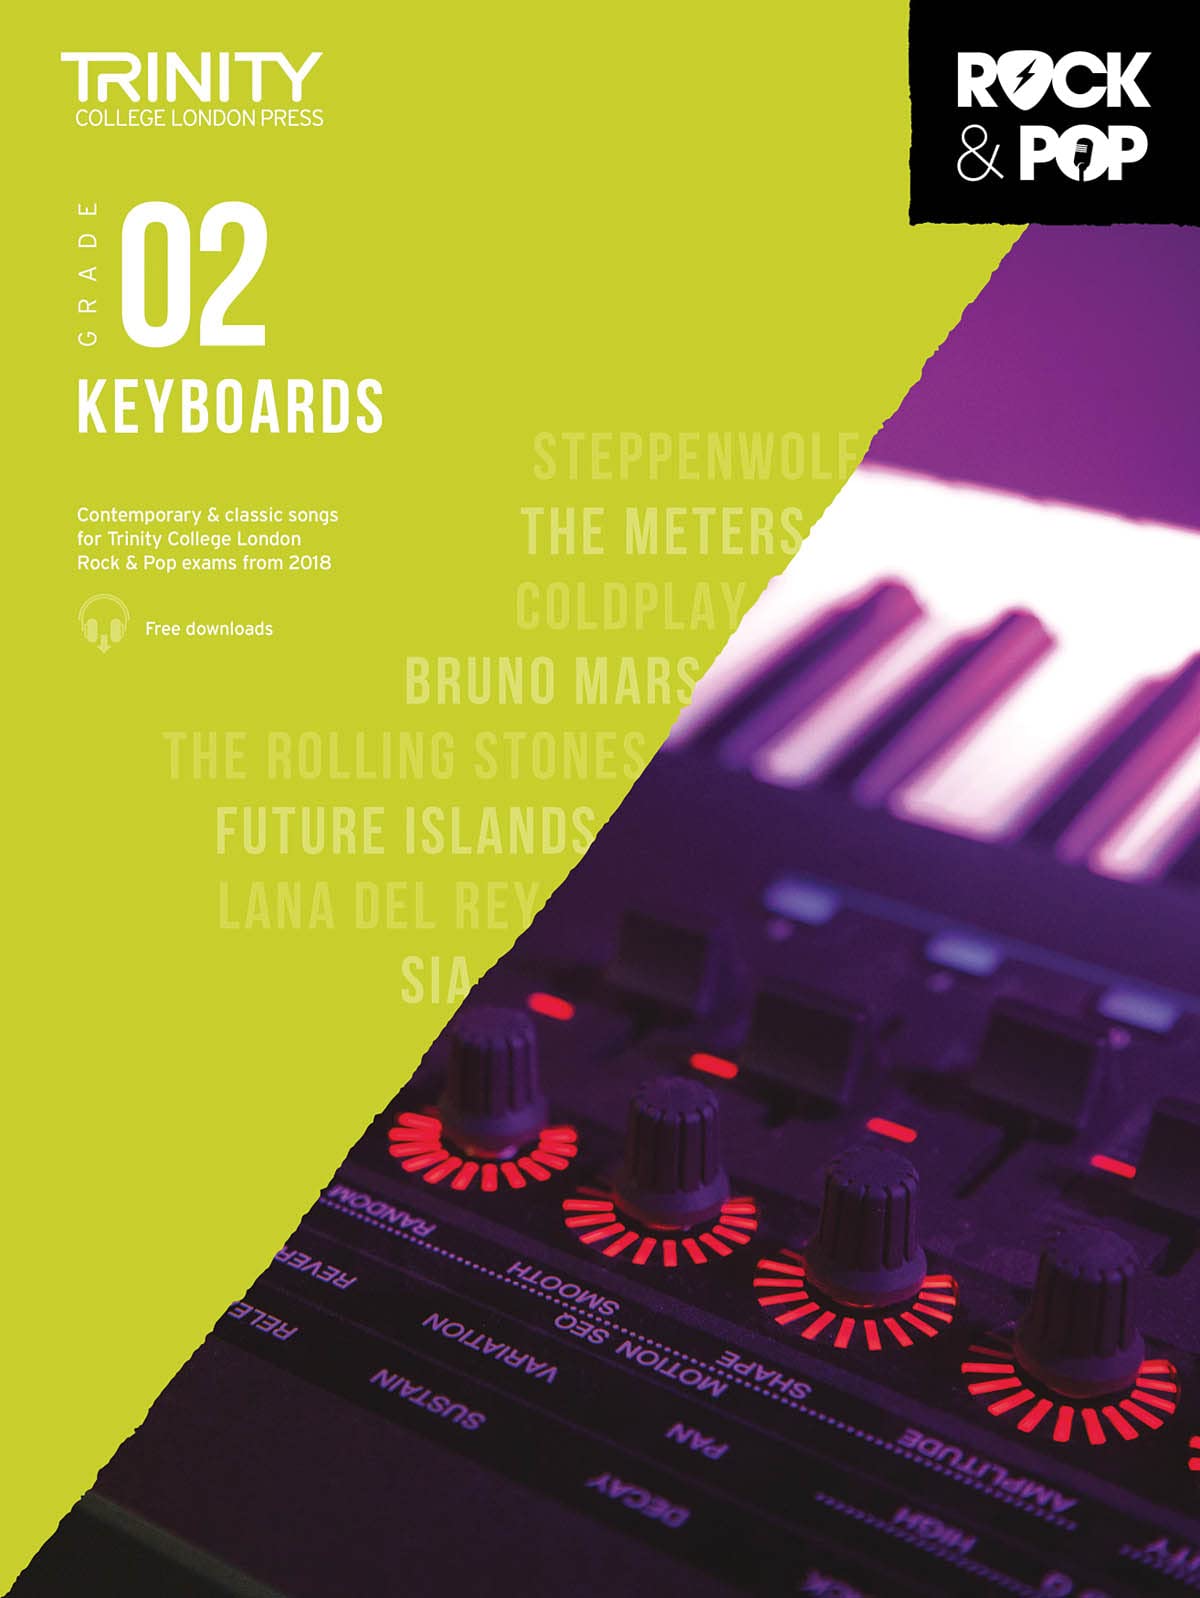 TRINITY
COLLEGE LONDON PRESS
ROCK
& POP
GRADE
02
KEYBOARDS
Contemporary & classic songs
for Trinity College London
Rock & Pop exams from 2018
Free downloads
STEPPENWOLF
THE METERS
COLDPLAY
BRUNO MARS
THE ROLLING STONES
FUTURE ISLANDS
LANA DEL REY
SIA
RANDOM
SMOOTH
SHAPE
AMPLITUDE
REVER
VARIATION
MOTION SEQ
PAN
HIGH
RELE
SUSTAIN
DECAY